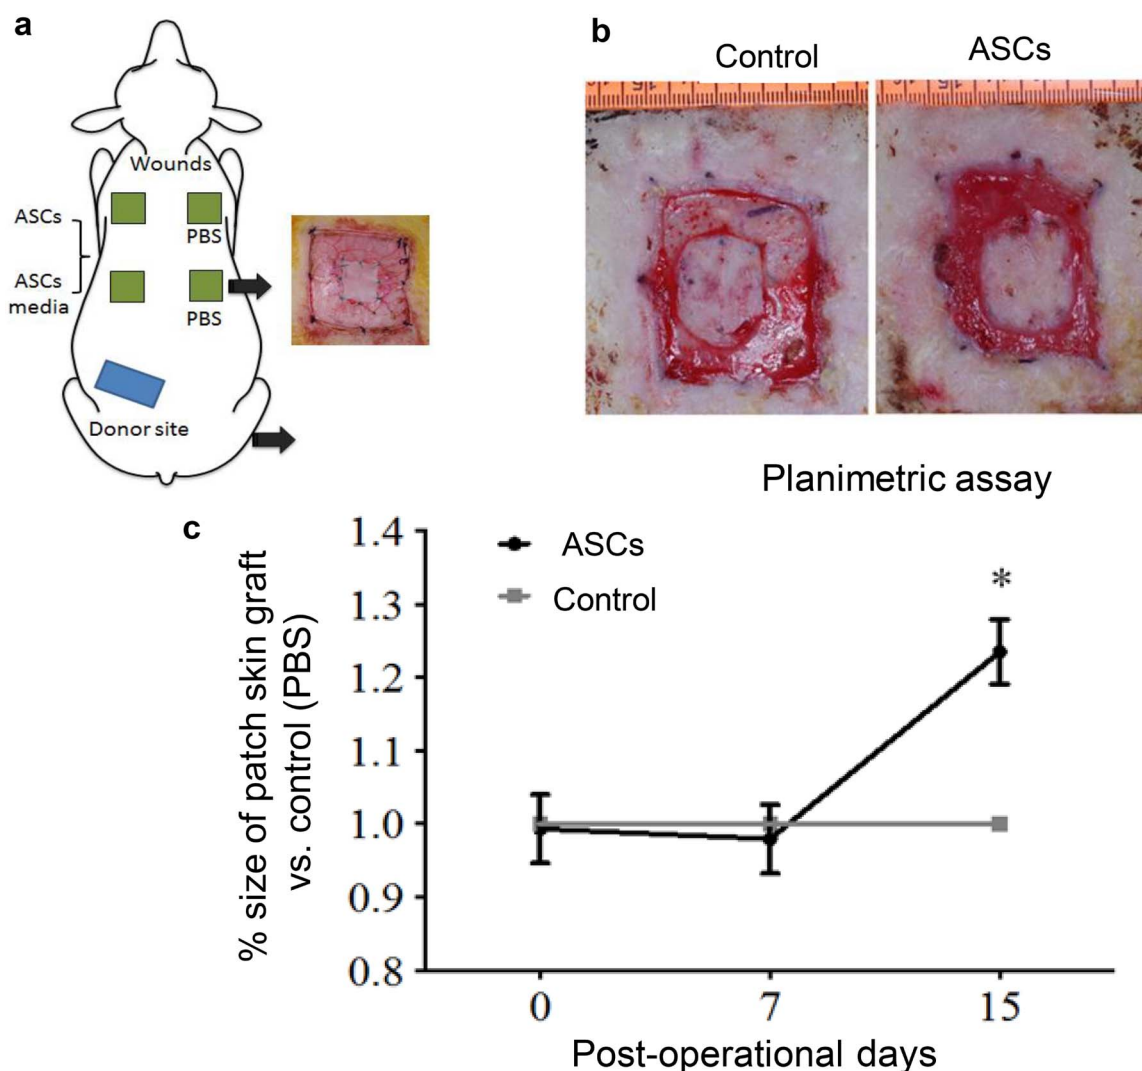 a
Wounds
ASCs
PBS
ASCs
media
PBS
Donor site
b
Control
ASCs
15
15
Planimetric assay
c
% size of patch skin graft
vs. control (PBS)
1.4
1.3
1.2
1.1
1.0
0.9
0.8
ASCs
Control
*
0
7
15
Post-operational days